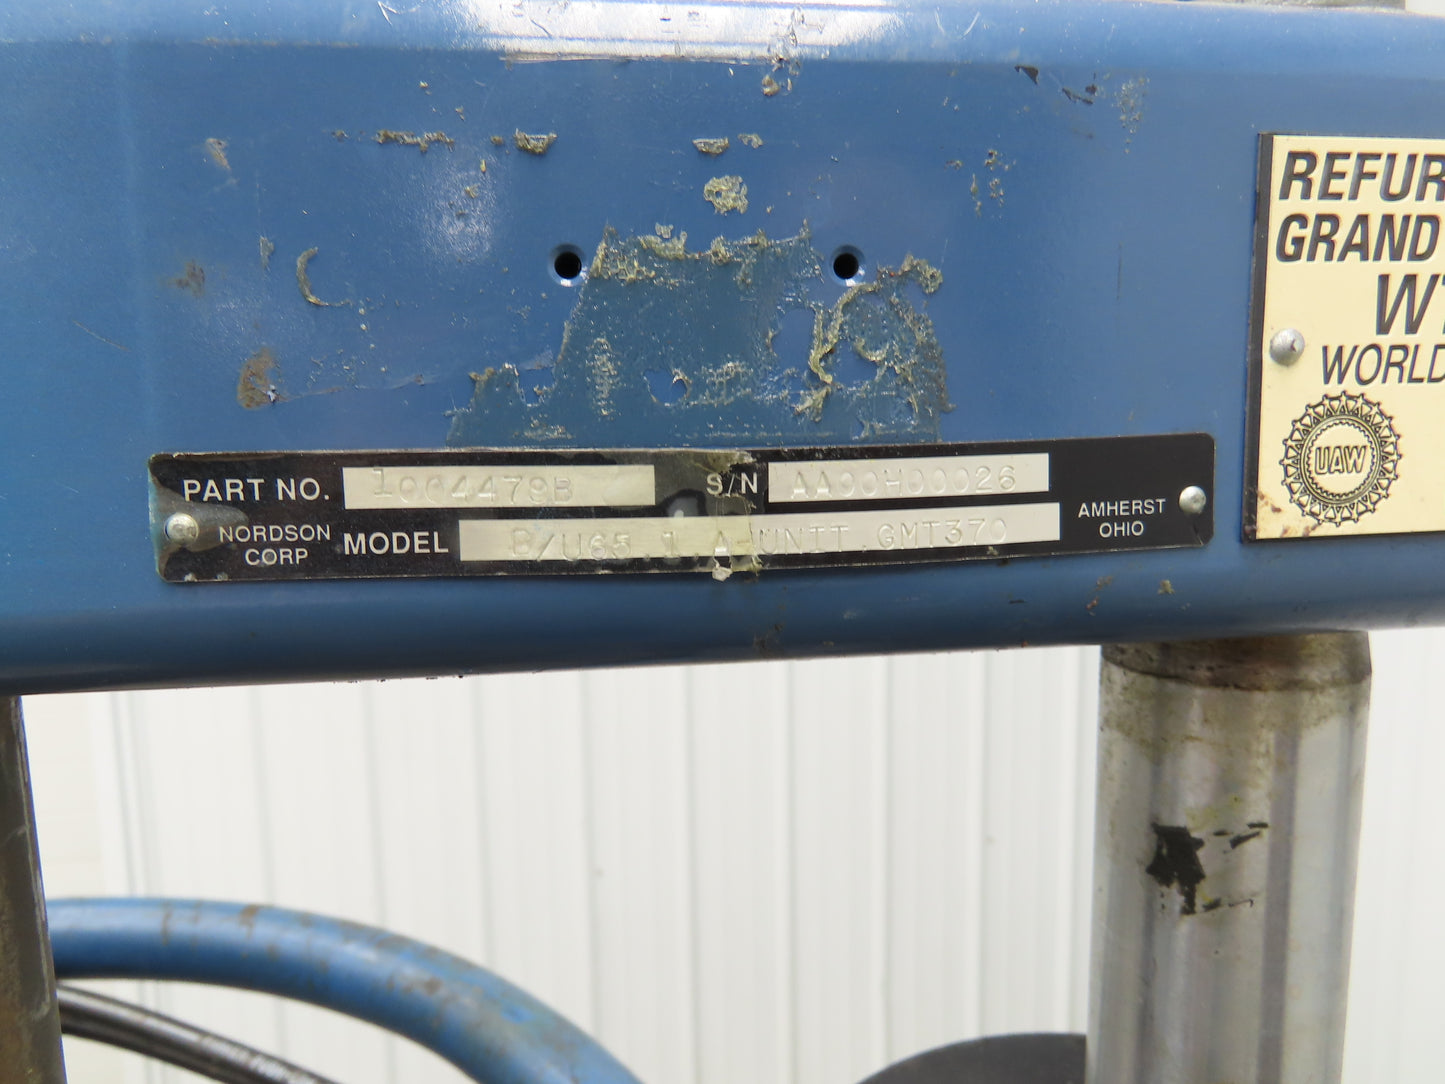 PART NO. 1004479B S/N AA00H00026
NORDSON
CORP
MODEL B/U65.1.A-UNIT.GMT370
AMHERST
OHIO
REFUR
GRAND
W
WORLD
UAW